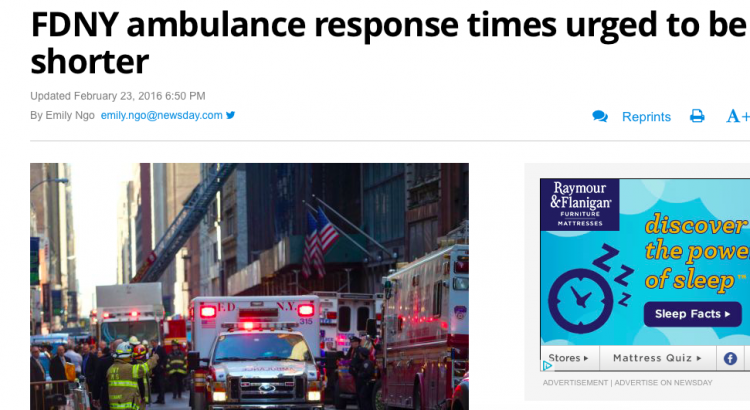 FDNY ambulance response times urged to be
shorter
Updated February 23, 2016 6:50 PM
By Emily Ngo emily.ngo@newsday.com
Reprints A+
Raymour
&Flanigan
FURNITURE
MATTRESSES
discover
the powe
of sleep
ZZZ
Sleep Facts
Stores Mattress Quiz f
ADVERTISEMENT | ADVERTISE ON NEWSDAY
F.D. N.Y.
315